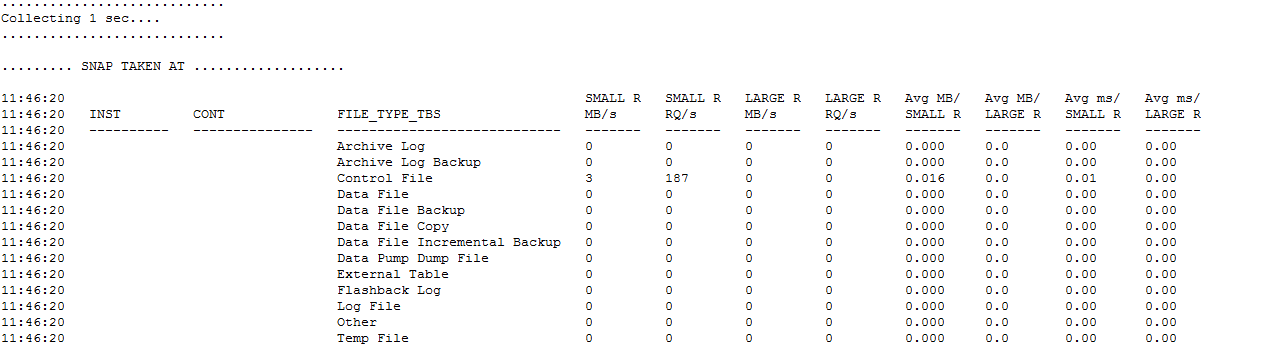 ............................
Collecting 1 sec....
............................
......... SNAP TAKEN AT ...................
11:46:20 SMALL R SMALL R LARGE R LARGE R Avg MB/ Avg MB/ Avg ms/ Avg ms/
11:46:20 INST CONT FILE_TYPE_TBS MB/s RQ/s MB/s RQ/s SMALL R LARGE R SMALL R LARGE R
11:46:20 ---------- --------------- ---------------------------- ------- ------- ------- ------- ------- ------- ------- -------
11:46:20 Archive Log 0 0 0 0 0.000 0.0 0.00 0.00
11:46:20 Archive Log Backup 0 0 0 0 0.000 0.0 0.00 0.00
11:46:20 Control File 3 187 0 0 0.016 0.0 0.01 0.00
11:46:20 Data File 0 0 0 0 0.000 0.0 0.00 0.00
11:46:20 Data File Backup 0 0 0 0 0.000 0.0 0.00 0.00
11:46:20 Data File Copy 0 0 0 0 0.000 0.0 0.00 0.00
11:46:20 Data File Incremental Backup 0 0 0 0 0.000 0.0 0.00 0.00
11:46:20 Data Pump Dump File 0 0 0 0 0.000 0.0 0.00 0.00
11:46:20 External Table 0 0 0 0 0.000 0.0 0.00 0.00
11:46:20 Flashback Log 0 0 0 0 0.000 0.0 0.00 0.00
11:46:20 Log File 0 0 0 0 0.000 0.0 0.00 0.00
11:46:20 Other 0 0 0 0 0.000 0.0 0.00 0.00
11:46:20 Temp File 0 0 0 0 0.000 0.0 0.00 0.00